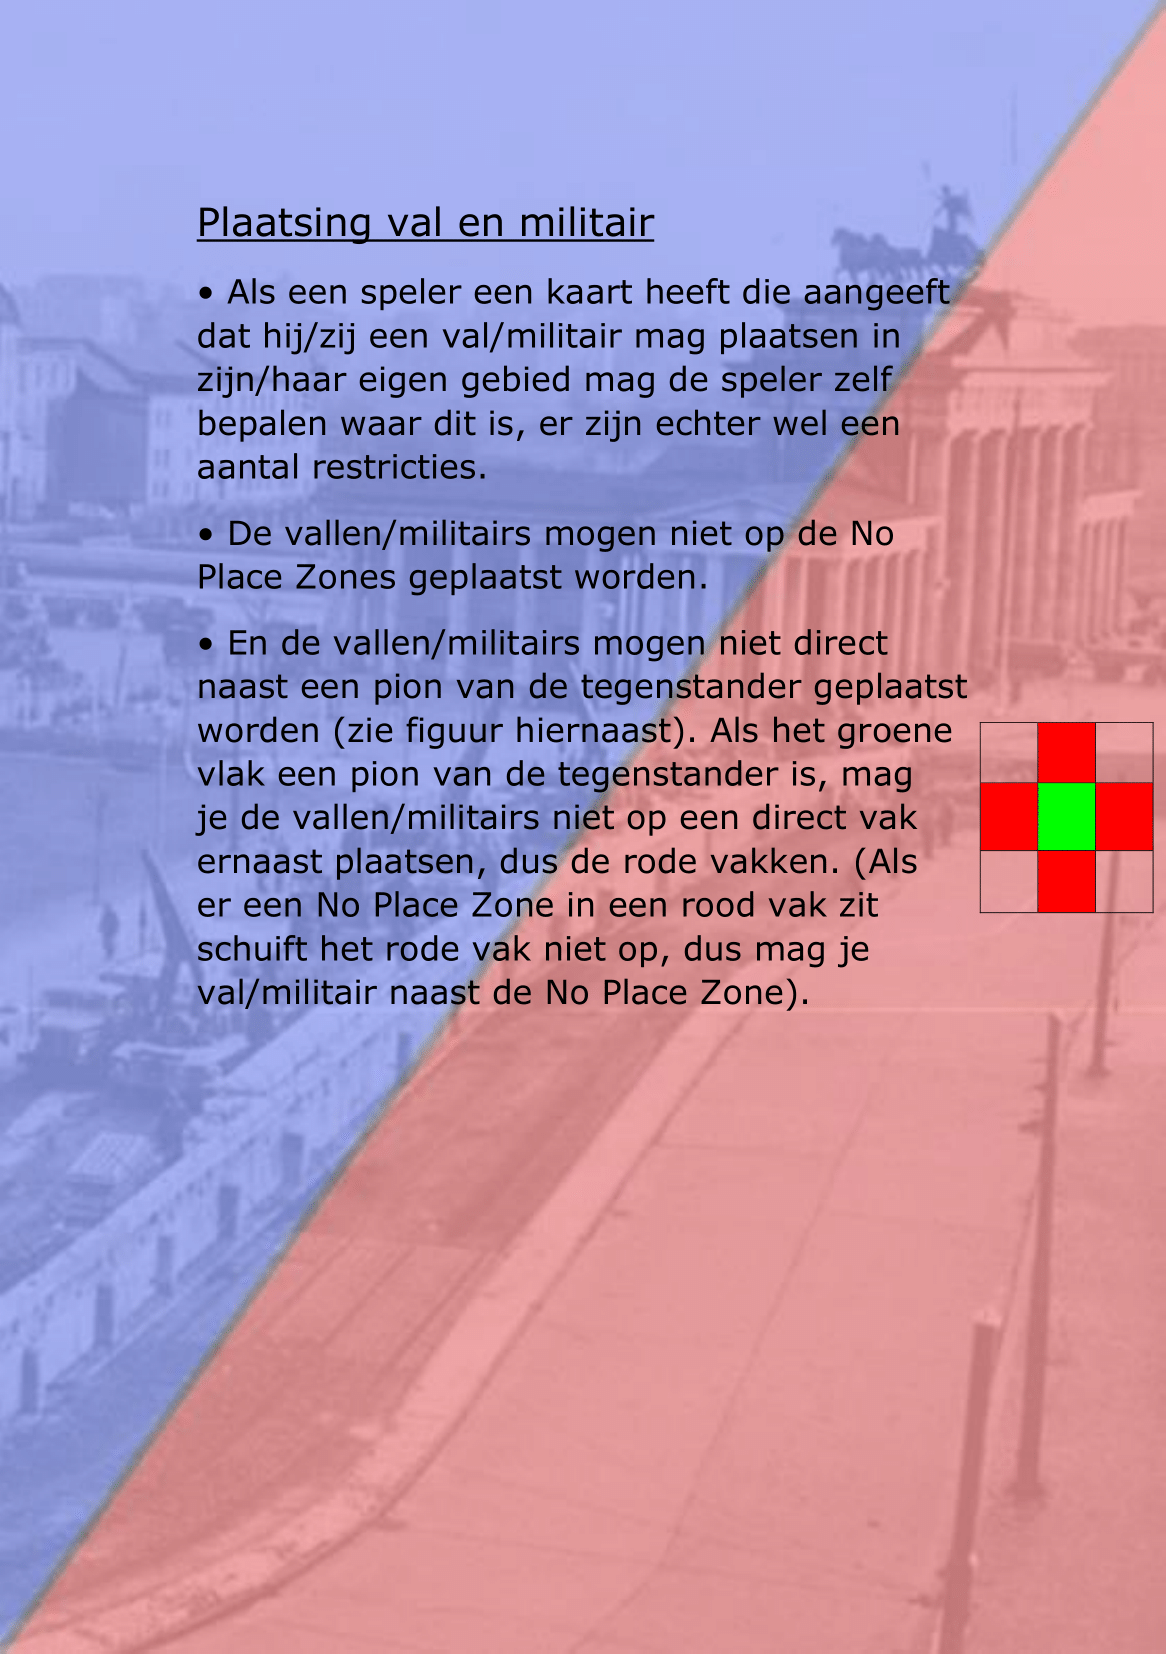 Plaatsing val en militair
• Als een speler een kaart heeft die aangeeft
dat hij/zij een val/militair mag plaatsen in
zijn/haar eigen gebied mag de speler zelf
bepalen waar dit is, er zijn echter wel een
aantal restricties.
• De vallen/militairs mogen niet op de No
Place Zones geplaatst worden.
• En de vallen/militairs mogen niet direct
naast een pion van de tegenstander geplaatst
worden (zie figuur hiernaast). Als het groene
vlak een pion van de tegenstander is, mag
je de vallen/militairs niet op een direct vak
ernaast plaatsen, dus de rode vakken. (Als
er een No Place Zone in een rood vak zit
schuift het rode vak niet op, dus mag je
val/militair naast de No Place Zone).